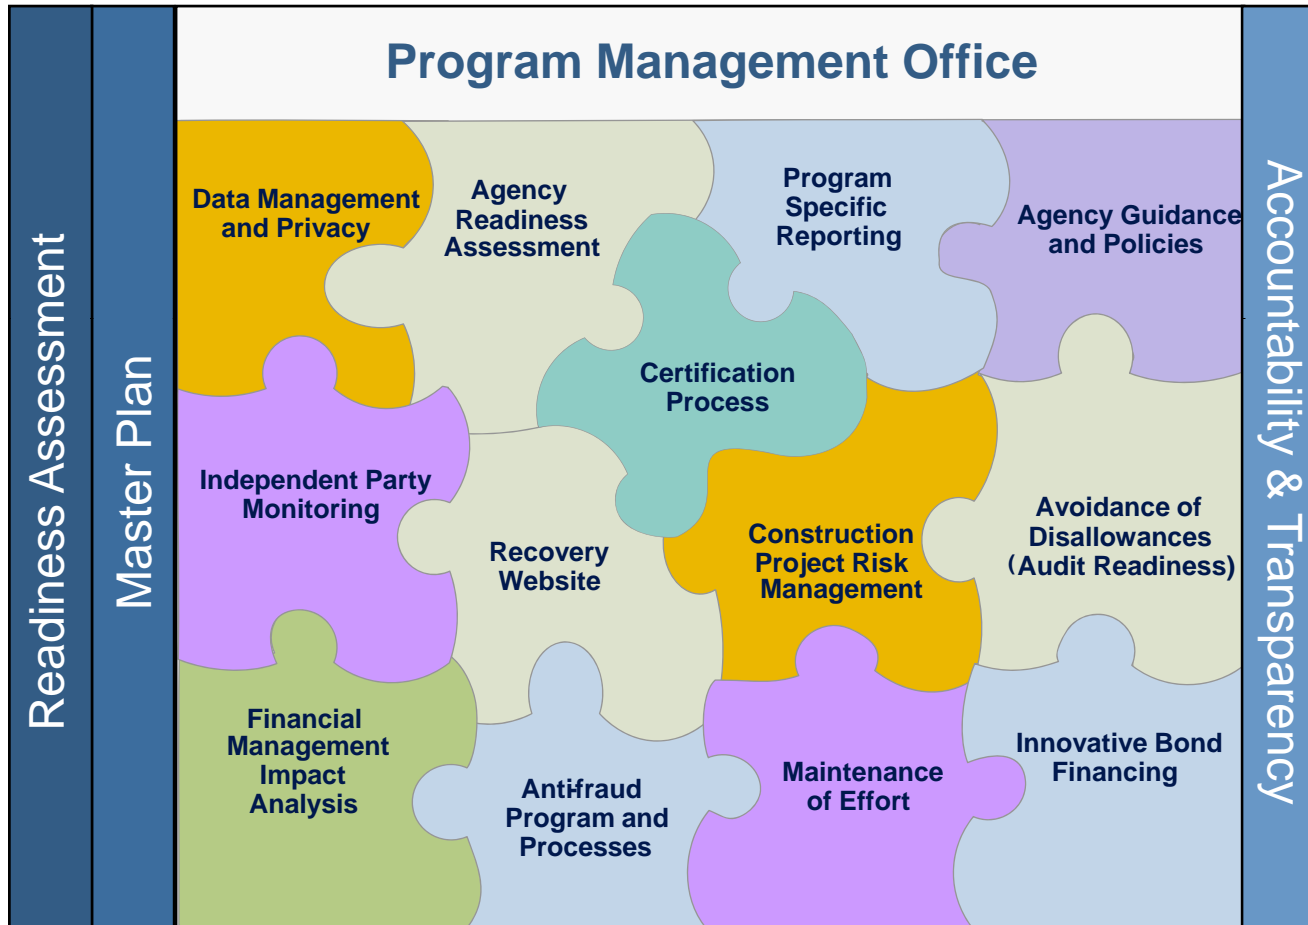 Program Management Office
Readiness Assessment
Master Plan
Accountability & Transparency
Data Management
and Privacy
Agency
Readiness
Assessment
Program
Specific
Reporting
Agency Guidance
and Policies
Certification
Process
Independent Party
Monitoring
Recovery
Website
Construction
Project Risk
Management
Avoidance of
Disallowances
(Audit Readiness)
Financial
Management
Impact
Analysis
Anti-fraud
Program and
Processes
Maintenance
of Effort
Innovative Bond
Financing